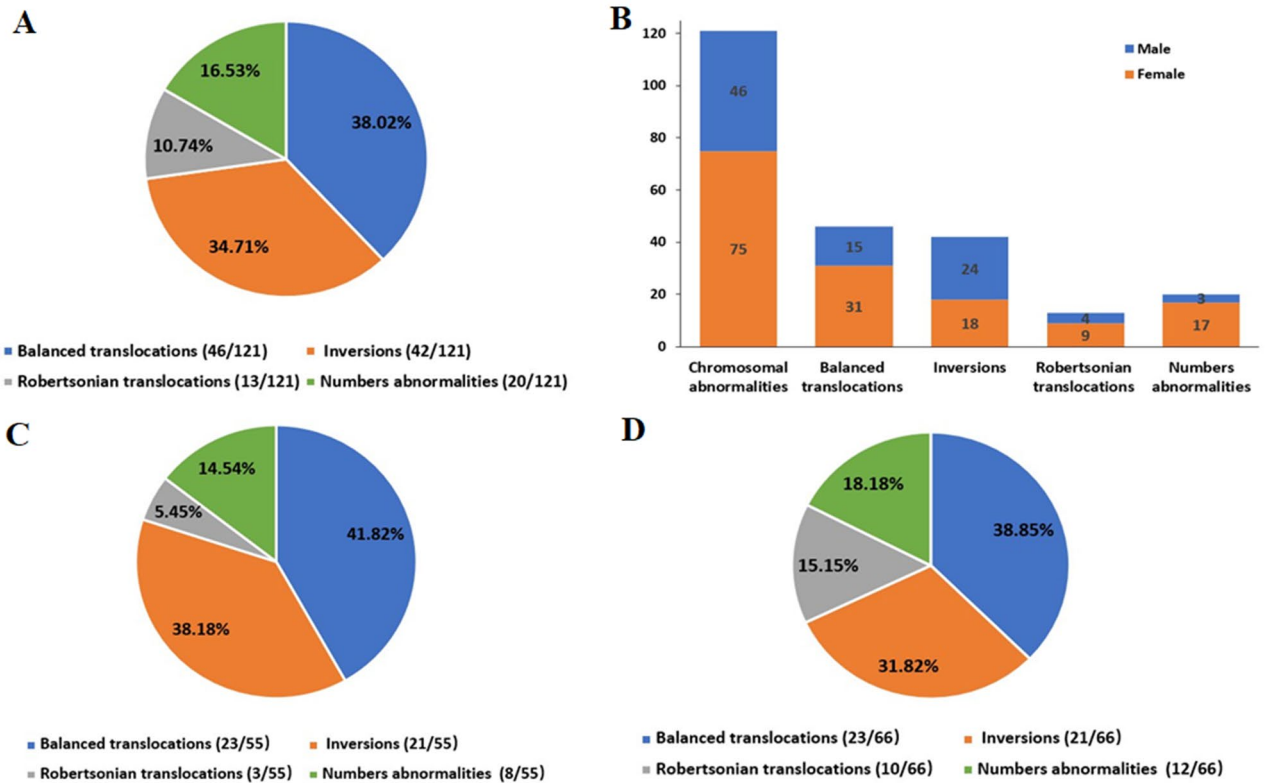 A
16.53%
38.02%
10.74%
34.71%
Balanced translocations (46/121) Inversions (42/121)
Robertsonian translocations (13/121) Numbers abnormalities (20/121)
B
120
100
80
60
40
20
0
Male
Female
46
75
15
31
24
18
4
9
3
17
Chromosomal abnormalities
Balanced translocations
Inversions
Robertsonian translocations
Numbers abnormalities
C
14.54%
5.45%
41.82%
38.18%
Balanced translocations (23/55) Inversions (21/55)
Robertsonian translocations (3/55) Numbers abnormalities (8/55)
D
18.18%
38.85%
15.15%
31.82%
Balanced translocations (23/66) Inversions (21/66)
Robertsonian translocations (10/66) Numbers abnormalities (12/66)